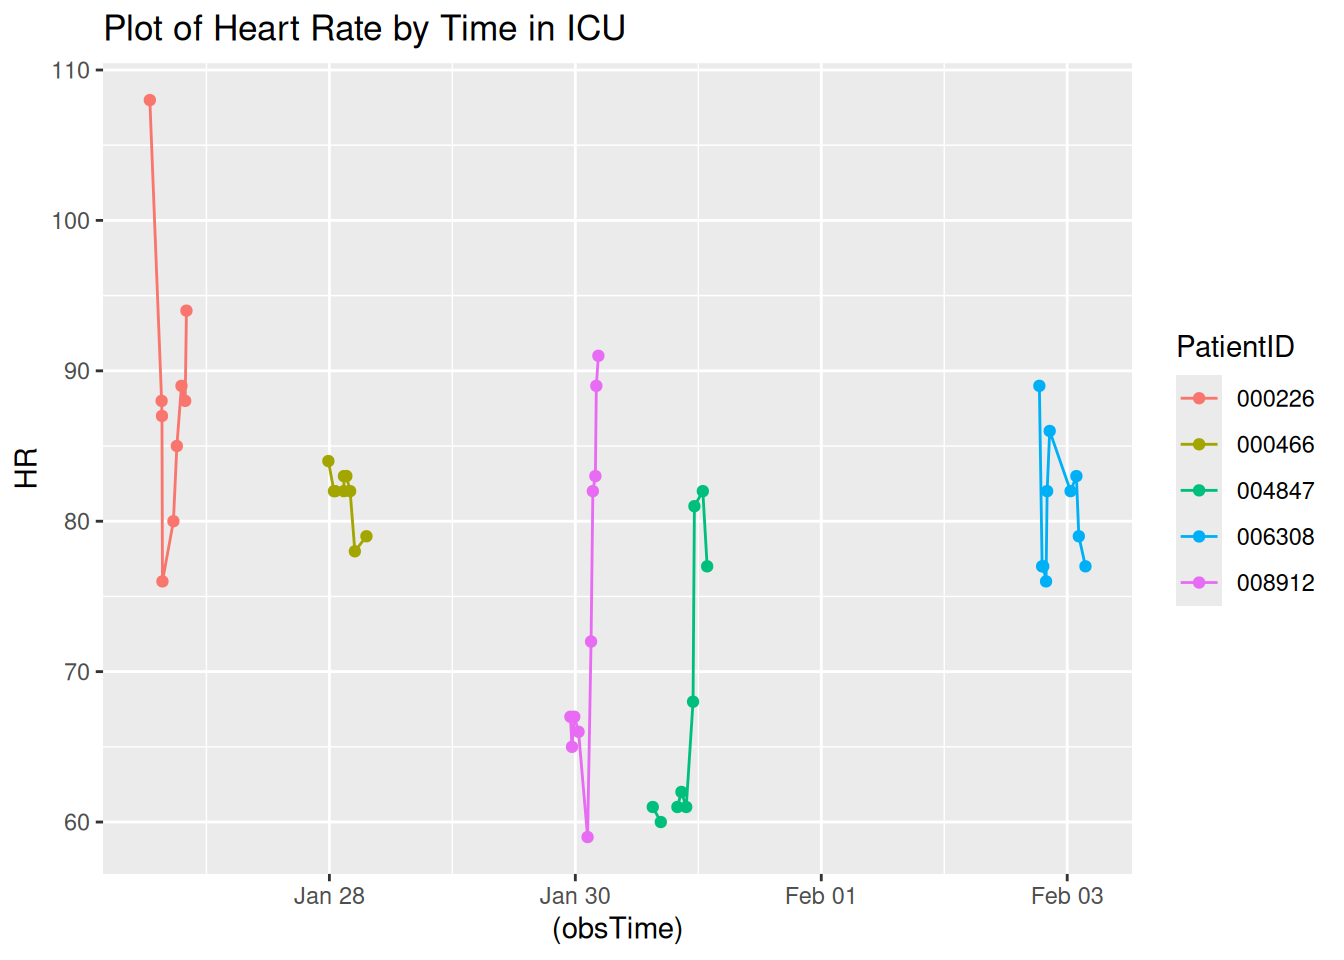 Plot of Heart Rate by Time in ICU
110
100
90
80
70
60
HR
Jan 28
Jan 30
Feb 01
Feb 03
(obsTime)
PatientID
000226
000466
004847
006308
008912